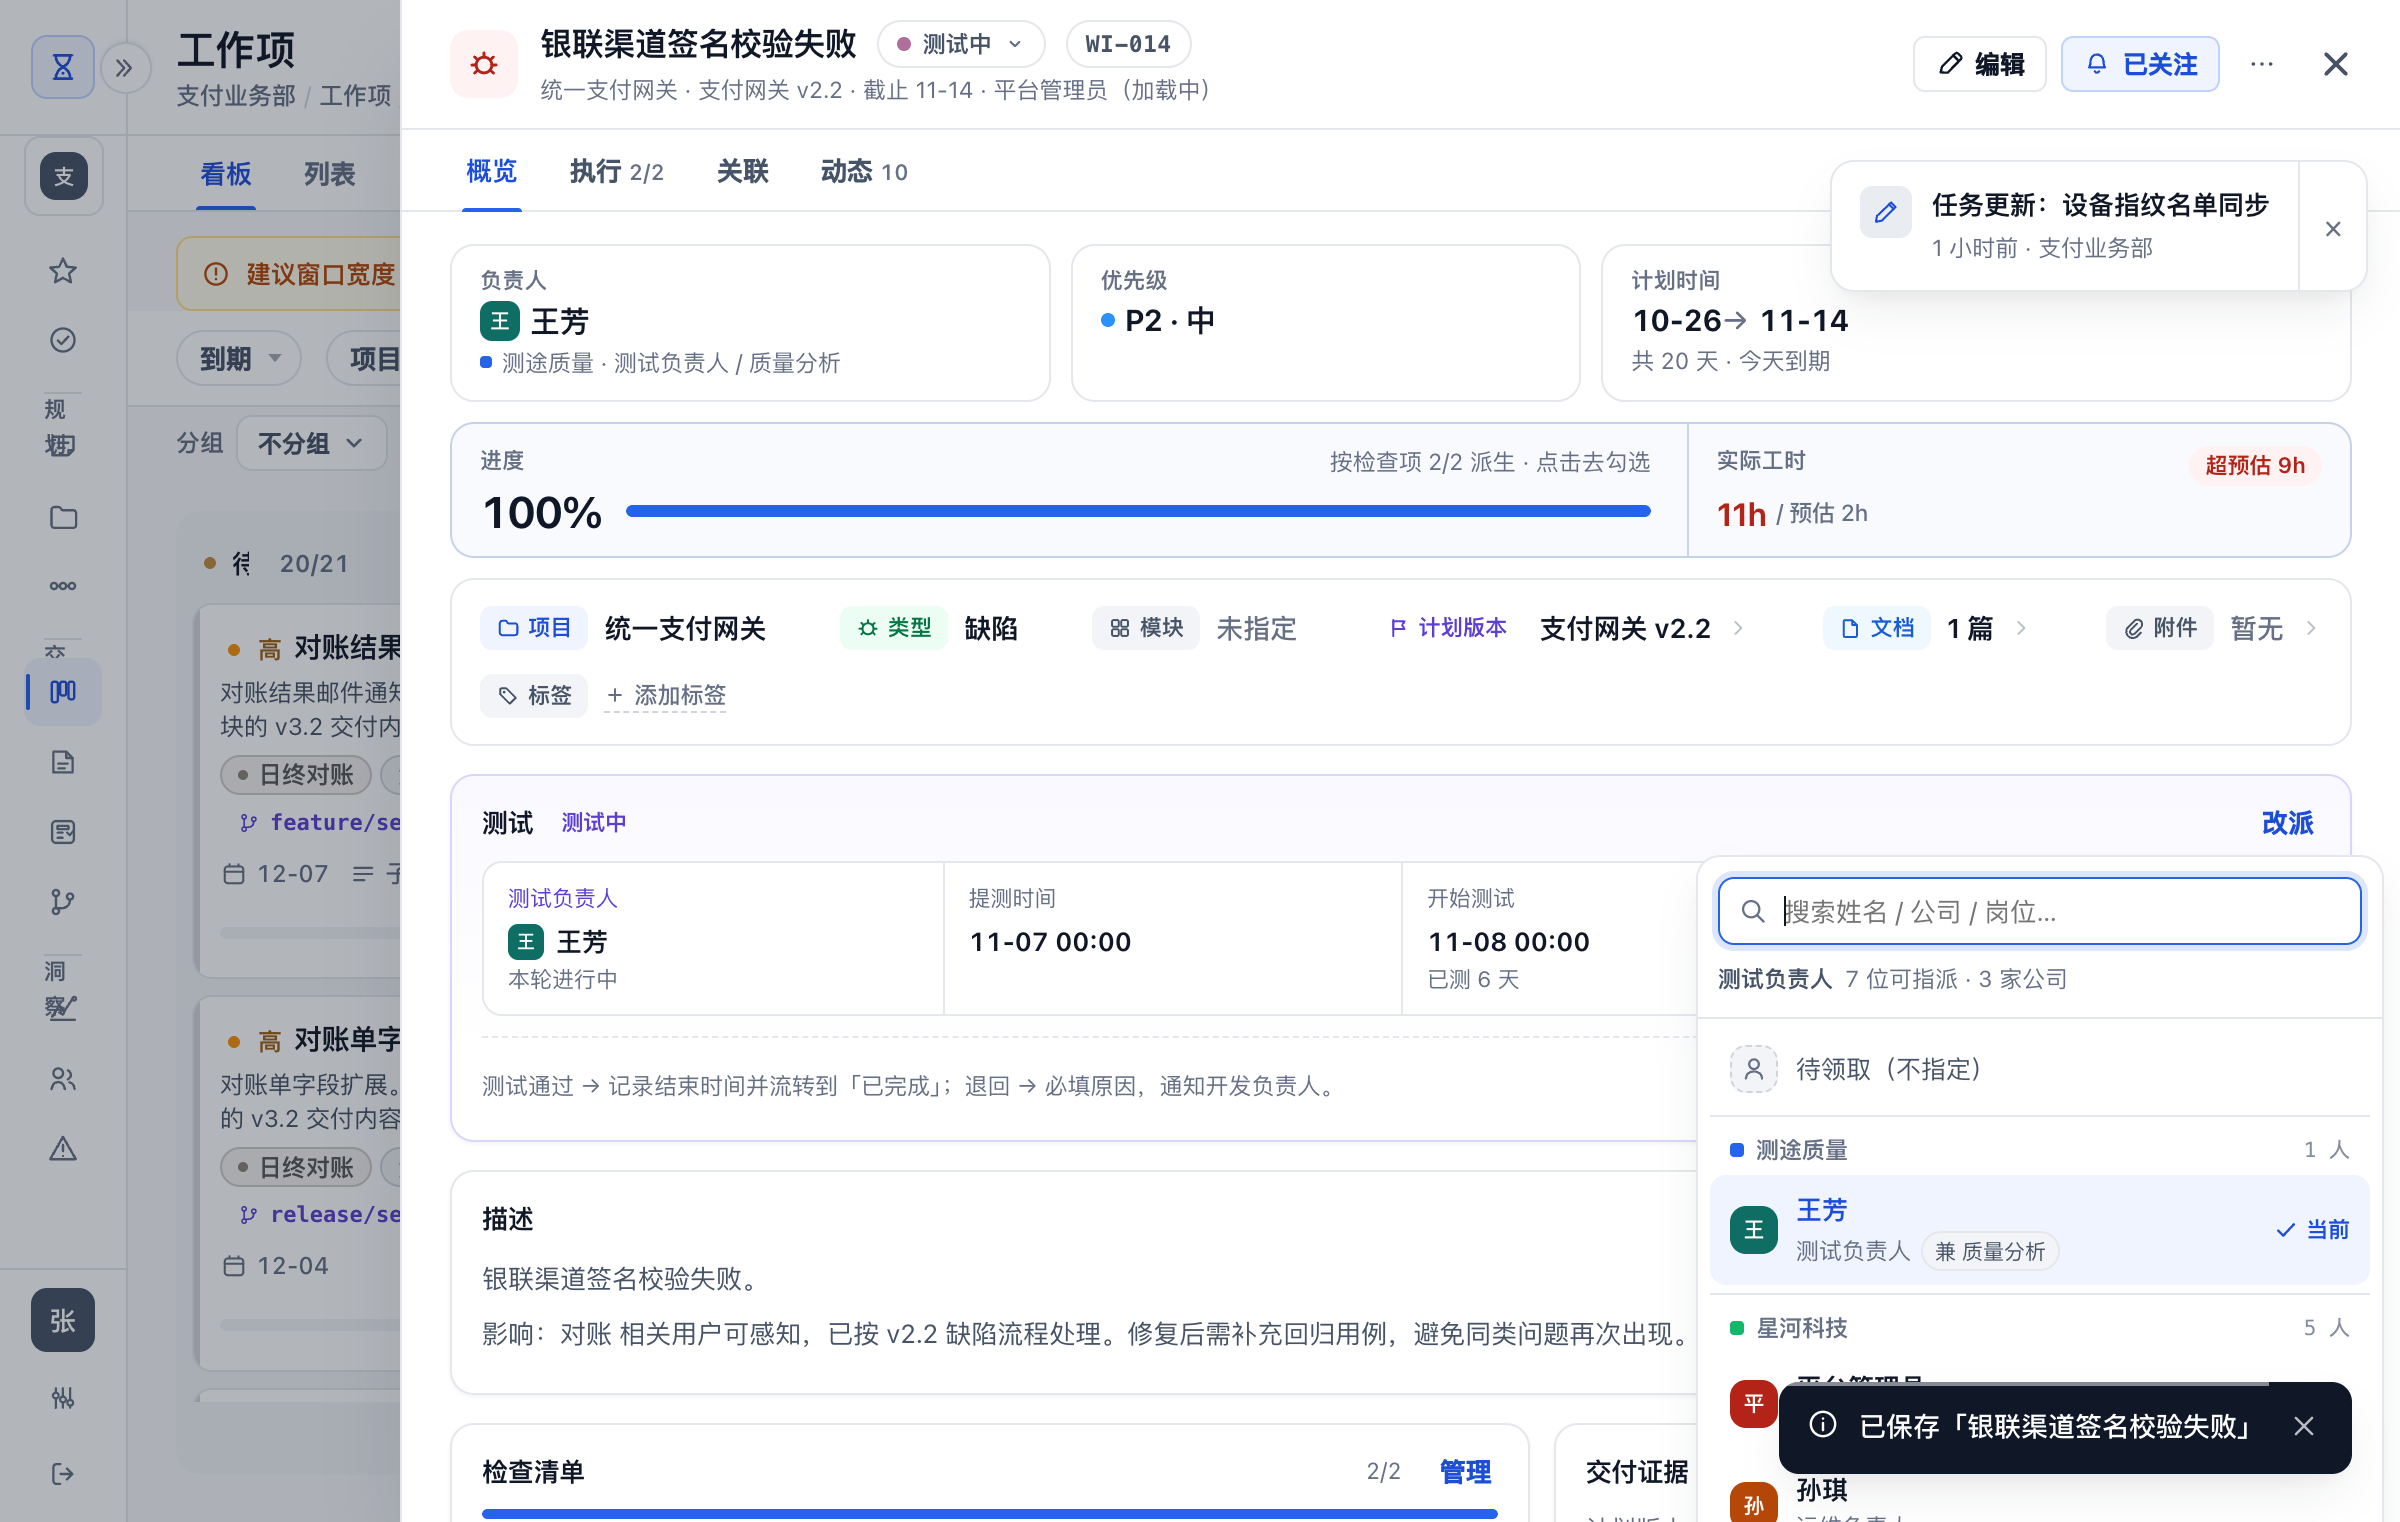 工作项
支付业务部 / 工作项
支
规
划
交
洞
察
张
看板
列表
建议窗口宽度
到期
项目
分组
不分组
20/21
高 对账结果
对账结果邮件通知
块的 v3.2 交付内
日终对账
feature/se
12-07
高 对账单字
对账单字段扩展。
的 v3.2 交付内容
日终对账
release/se
12-04
银联渠道签名校验失败
测试中
WI-014
统一支付网关 · 支付网关 v2.2 · 截止 11-14 · 平台管理员（加载中）
编辑
已关注
概览
执行 2/2
关联
动态 10
任务更新：设备指纹名单同步
1 小时前 · 支付业务部
负责人
王 王芳
测途质量 · 测试负责人 / 质量分析
优先级
P2 · 中
计划时间
10-26→ 11-14
共 20 天 · 今天到期
进度
按检查项 2/2 派生 · 点击去勾选
100%
实际工时
超预估 9h
11h / 预估 2h
项目 统一支付网关
类型 缺陷
模块 未指定
计划版本 支付网关 v2.2
文档 1 篇
附件 暂无
标签
+ 添加标签
测试 测试中
改派
测试负责人
王 王芳
本轮进行中
提测时间
11-07 00:00
开始测试
11-08 00:00
已测 6 天
测试通过 → 记录结束时间并流转到「已完成」；退回 → 必填原因，通知开发负责人。
描述
银联渠道签名校验失败。
影响：对账 相关用户可感知，已按 v2.2 缺陷流程处理。修复后需补充回归用例，避免同类问题再次出现。
检查清单
2/2
管理
交付证据
搜索姓名 / 公司 / 岗位...
测试负责人 7 位可指派 · 3 家公司
待领取（不指定）
测途质量
1 人
王
王芳
测试负责人 兼 质量分析
当前
星河科技
5 人
平
平台管理员
已保存「银联渠道签名校验失败」
孙
孙琪